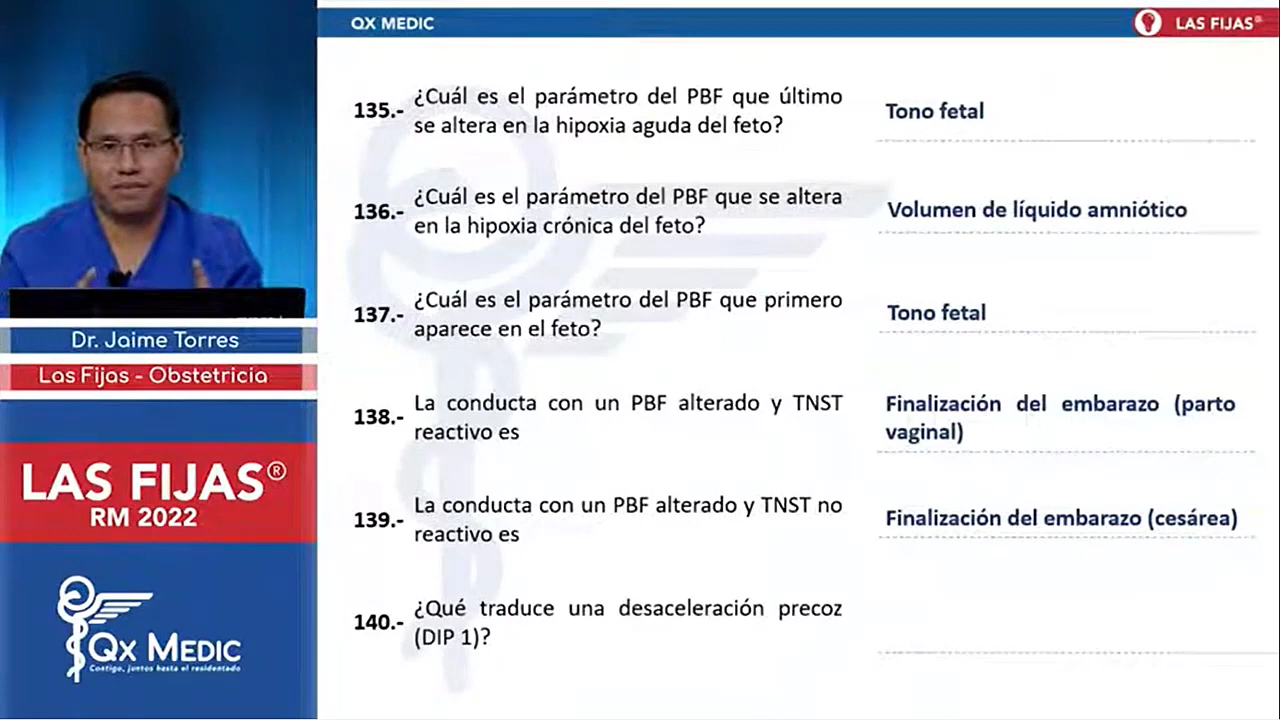 QX MEDIC
LAS FIJAS®
135.- ¿Cuál es el parámetro del PBF que último
se altera en la hipoxia aguda del feto?
Tono fetal
136.- ¿Cuál es el parámetro del PBF que se altera
en la hipoxia crónica del feto?
Volumen de líquido amniótico
137.- ¿Cuál es el parámetro del PBF que primero
aparece en el feto?
Tono fetal
138.- La conducta con un PBF alterado y TNST
reactivo es
Finalización del embarazo (parto
vaginal)
139.- La conducta con un PBF alterado y TNST no
reactivo es
Finalización del embarazo (cesárea)
140.- ¿Qué traduce una desaceleración precoz
(DIP 1)?
Dr. Jaime Torres
Las Fijas - Obstetricia
LAS FIJAS®
RM 2022
QX MEDIC
Contigo, juntos hasta el residentado